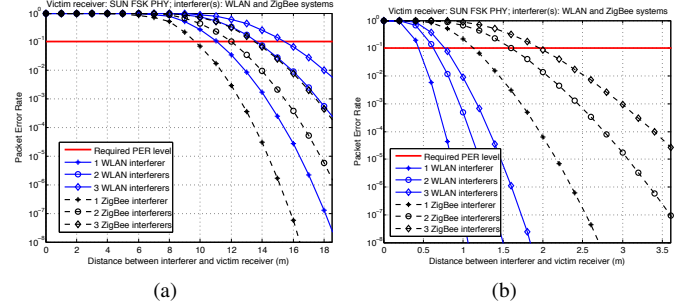 Victim receiver: SUN FSK PHY; interferer(s): WLAN and ZigBee systems
10^0
10^-1
10^-2
10^-3
10^-4
10^-5
10^-6
10^-7
10^-8
Packet Error Rate
Required PER level
1 WLAN interferer
2 WLAN interferers
3 WLAN interferers
1 ZigBee interferer
2 ZigBee interferers
3 ZigBee interferers
0 2 4 6 8 10 12 14 16 18
Distance between interferer and victim receiver (m)
(a)
Victim receiver: SUN FSK PHY; interferer(s): WLAN and ZigBee systems
10^0
10^-1
10^-2
10^-3
10^-4
10^-5
10^-6
10^-7
10^-8
Packet Error Rate
Required PER level
1 WLAN interferer
2 WLAN interferers
3 WLAN interferers
1 ZigBee interferer
2 ZigBee interferers
3 ZigBee interferers
0 0.5 1 1.5 2 2.5 3 3.5
Distance between interferer and victim receiver (m)
(b)